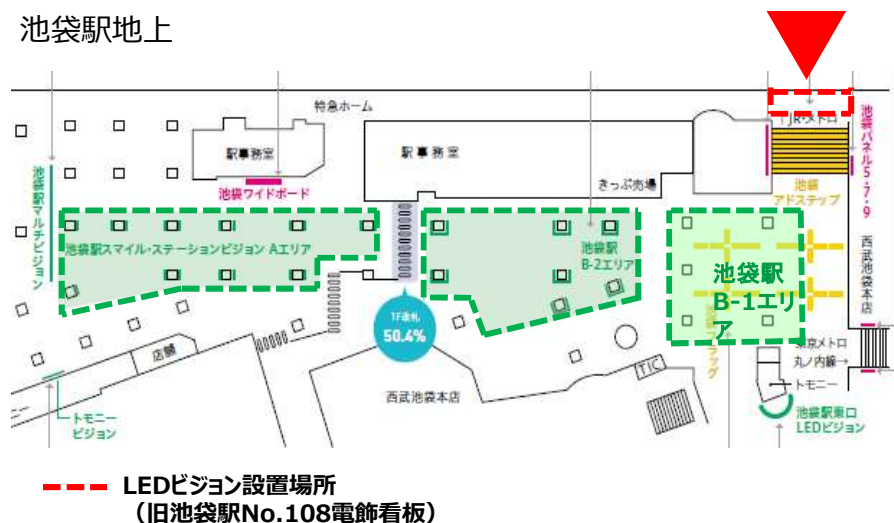 池袋駅地上
特急ホーム
駅事務室
駅事務室
池袋ワイドボード
きっぷ売場
↑JR・メトロ
池袋
アドステップ
池袋パネル5・7・9
西武池袋本店
池袋駅マルチビジョン
池袋駅スマイル・ステーションビジョン Aエリア
池袋駅
B-2エリア
池袋駅
B-1エリ
ア
1F改札
50.4%
店舗
トモニー
ビジョン
西武池袋本店
TIC
東京メトロ
丸ノ内線→
トモニー
池袋駅東口
LEDビジョン
LEDビジョン設置場所
（旧池袋駅No.108電飾看板）